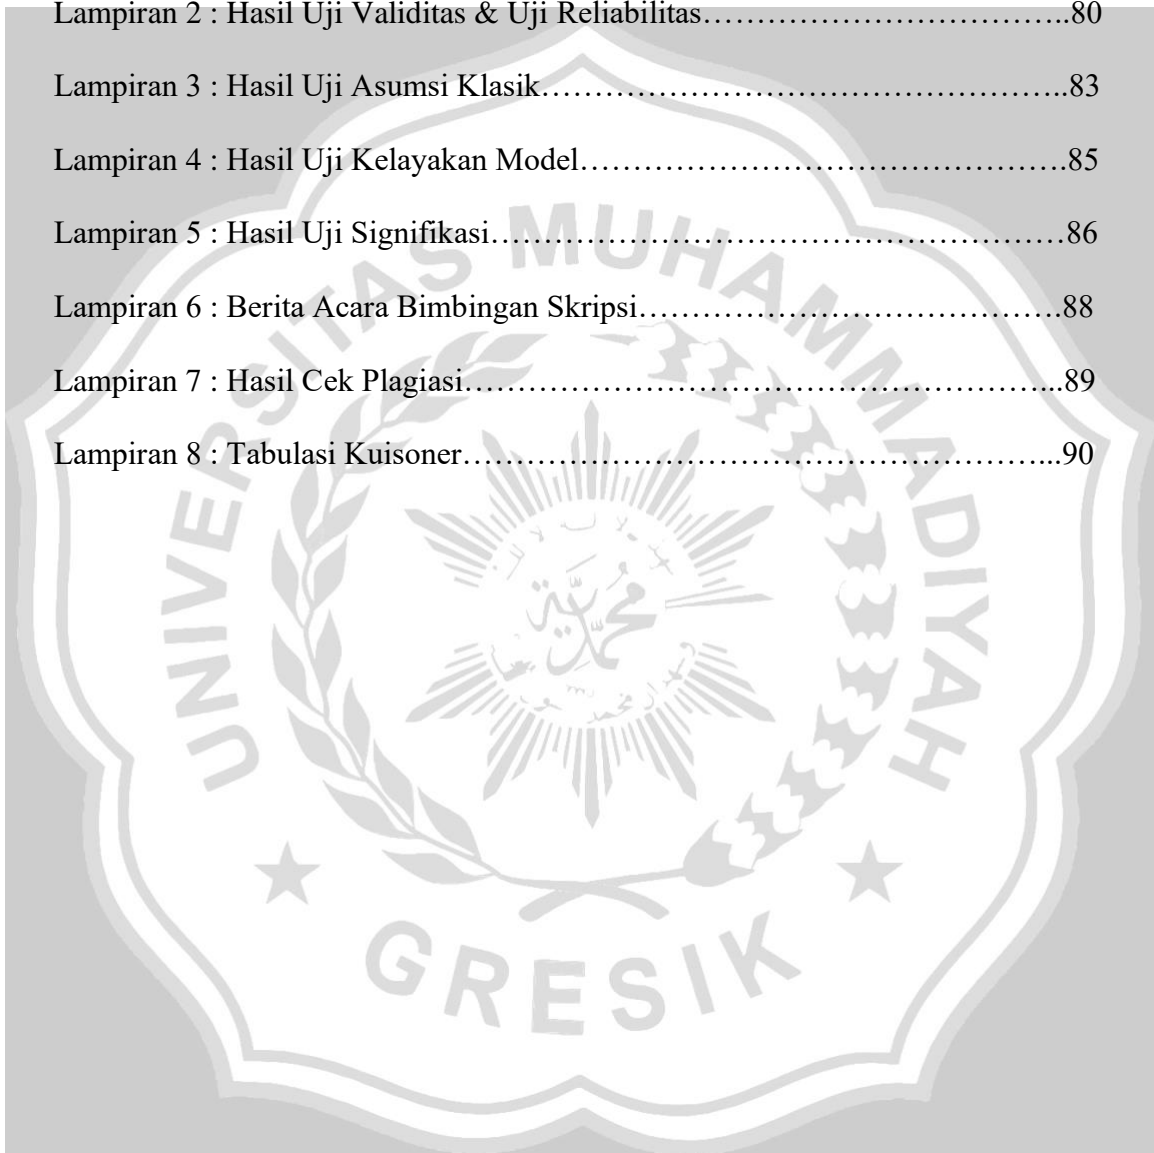 Lampiran 2 : Hasil Uji Validitas & Uji Reliabilitas…………………………..80
Lampiran 3 : Hasil Uji Asumsi Klasik…………………………………………..83
Lampiran 4 : Hasil Uji Kelayakan Model……………………………………….85
Lampiran 5 : Hasil Uji Signifikasi………………………………………………86
Lampiran 6 : Berita Acara Bimbingan Skripsi………………………………….88
Lampiran 7 : Hasil Cek Plagiasi………………………………………………...89
Lampiran 8 : Tabulasi Kuisoner………………………………………………...90
UNIVERSITAS MUHAMMADIYAH
محمدية
GRESIK